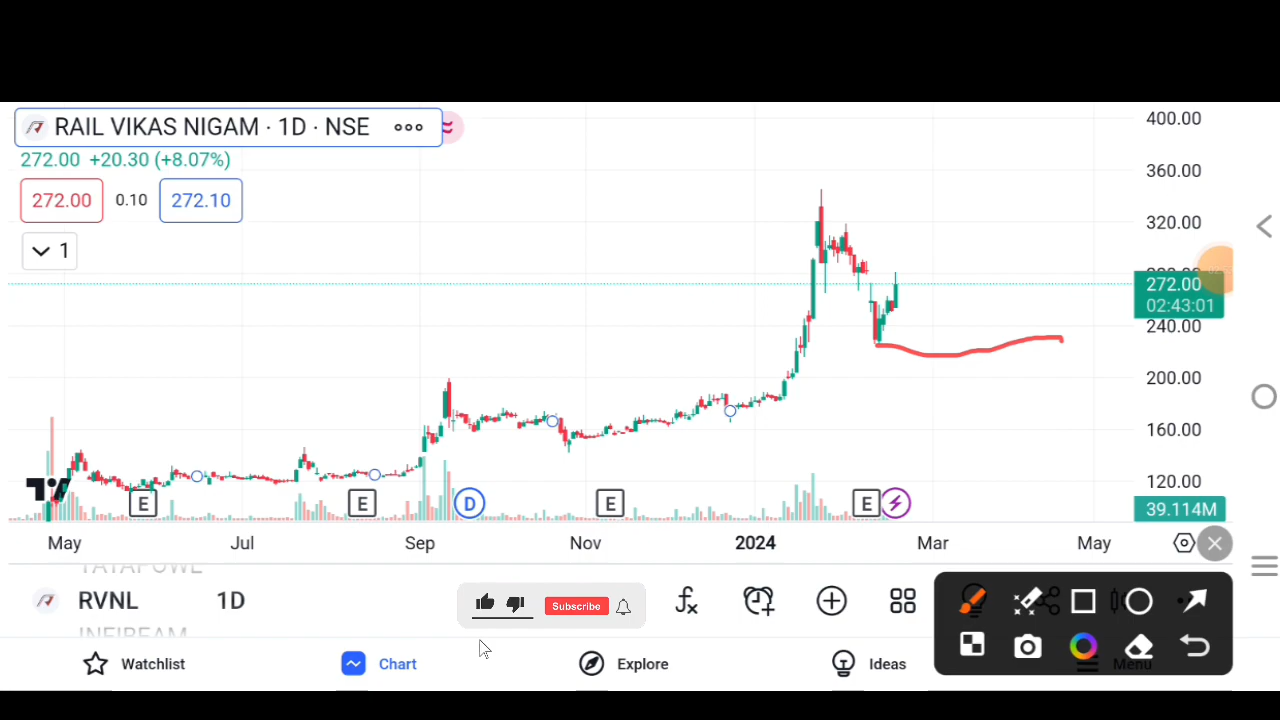 RAIL VIKAS NIGAM · 1D · NSE
272.00 +20.30 (+8.07%)
272.00 0.10 272.10
1
400.00
360.00
320.00
272.00
02:43:01
240.00
200.00
160.00
120.00
39.114M
E E D E E
May Jul Sep Nov 2024 Mar May
RVNL 1D
Subscribe
Watchlist Chart Explore Ideas Menu